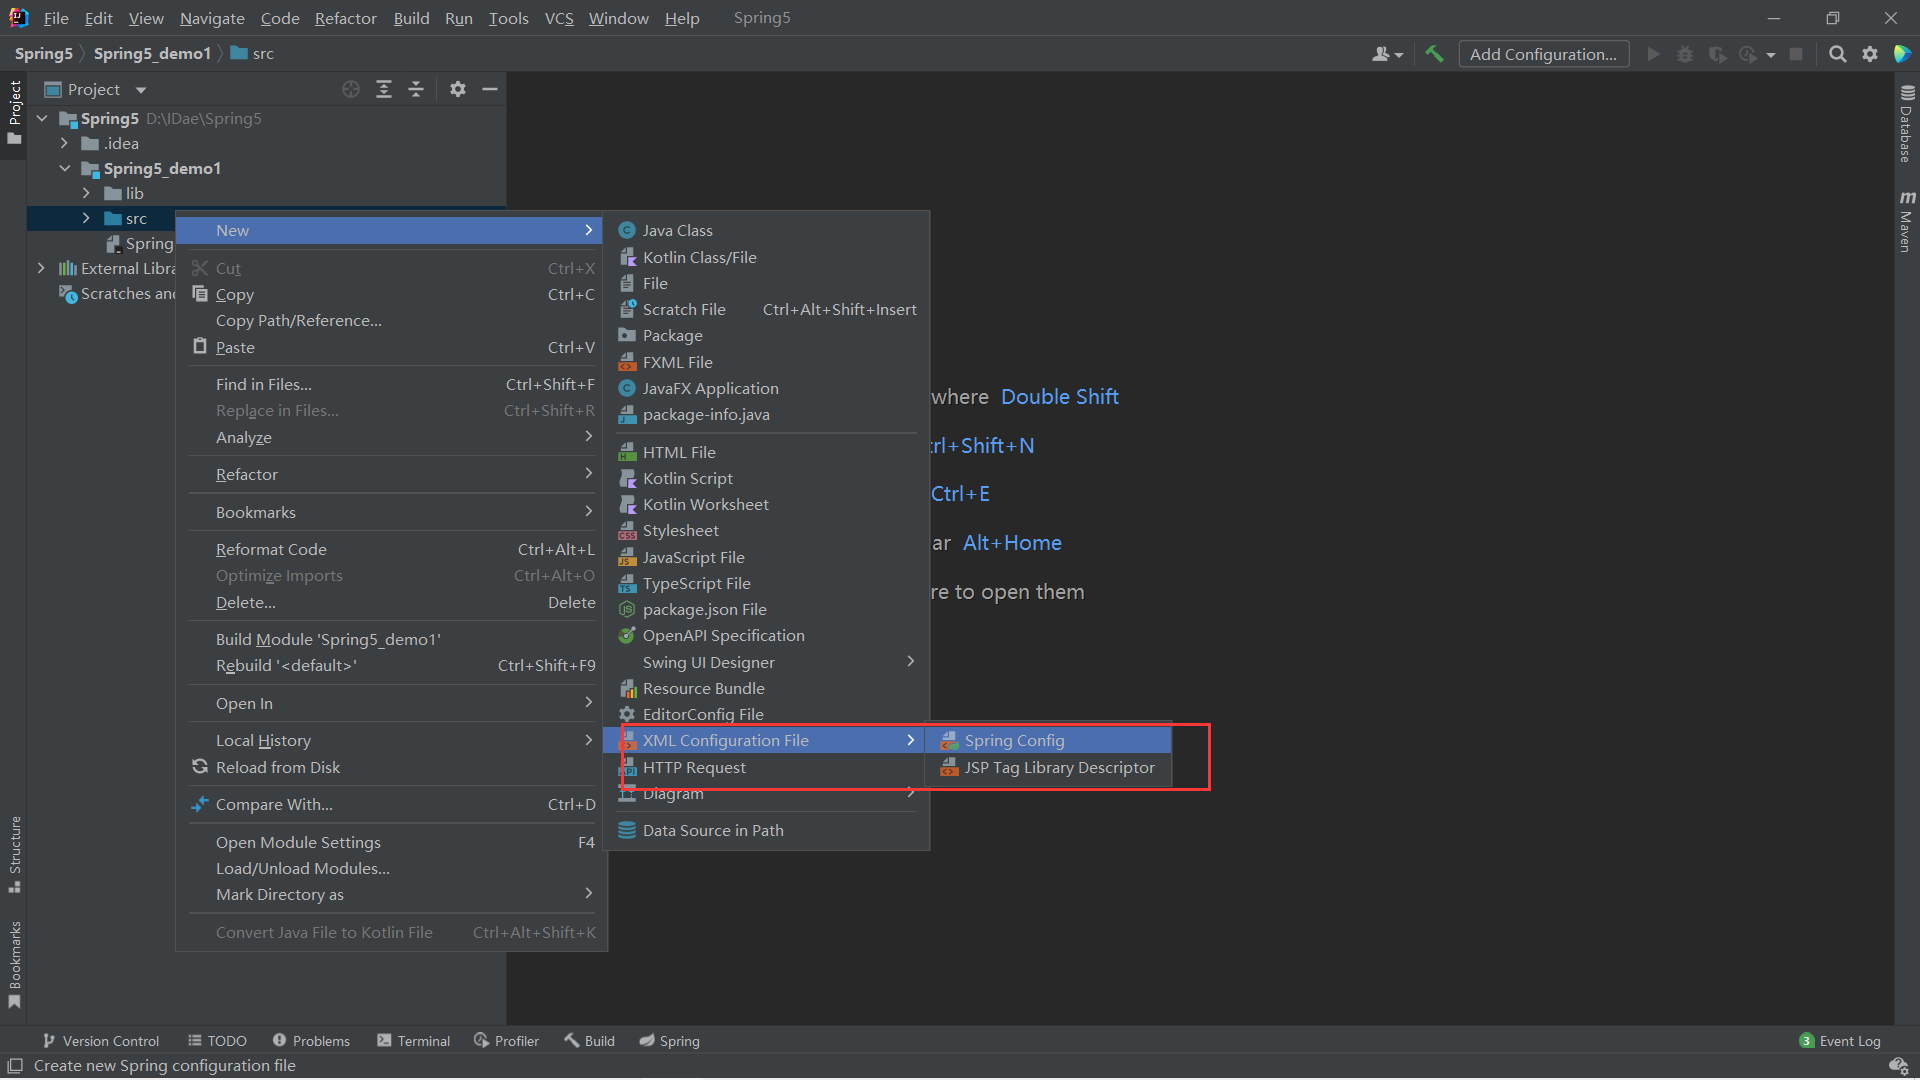 File Edit View Navigate Code Refactor Build Run Tools VCS Window Help Spring5
Spring5 Spring5_demo1 src
Add Configuration...
Project
Project
Spring5 D:\IDae\Spring5
.idea
Spring5_demo1
lib
src
Spring
External Libra
Scratches and
New
Cut Ctrl+X
Copy Ctrl+C
Copy Path/Reference...
Paste Ctrl+V
Find in Files... Ctrl+Shift+F
Replace in Files... Ctrl+Shift+R
Analyze
Refactor
Bookmarks
Reformat Code Ctrl+Alt+L
Optimize Imports Ctrl+Alt+O
Delete... Delete
Build Module 'Spring5_demo1'
Rebuild '<default>' Ctrl+Shift+F9
Open In
Local History
Reload from Disk
Compare With... Ctrl+D
Open Module Settings F4
Load/Unload Modules...
Mark Directory as
Convert Java File to Kotlin File Ctrl+Alt+Shift+K
Java Class
Kotlin Class/File
File
Scratch File Ctrl+Alt+Shift+Insert
Package
FXML File
JavaFX Application
package-info.java
HTML File
Kotlin Script
Kotlin Worksheet
Stylesheet
JavaScript File
TypeScript File
package.json File
OpenAPI Specification
Swing UI Designer
Resource Bundle
EditorConfig File
XML Configuration File
HTTP Request
Diagram
Data Source in Path
Spring Config
JSP Tag Library Descriptor
where Double Shift
trl+Shift+N
Ctrl+E
ar Alt+Home
re to open them
Database
m
Maven
Structure
Bookmarks
Version Control TODO Problems Terminal Profiler Build Spring
3 Event Log
Create new Spring configuration file